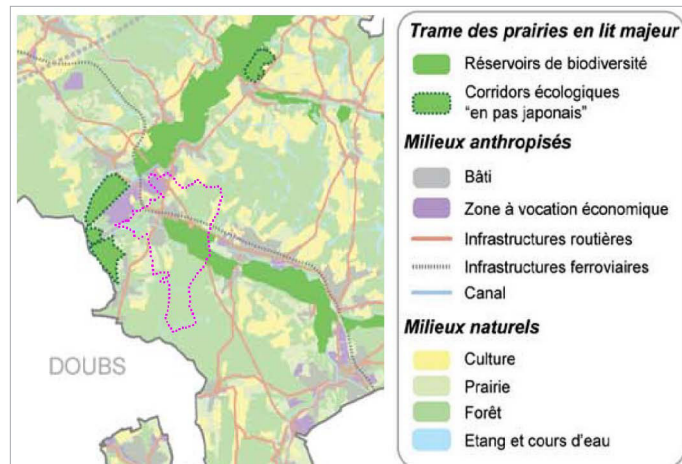 DOUBS
Trame des prairies en lit majeur
Réservoirs de biodiversité
Corridors écologiques
"en pas japonais"
Milieux anthropisés
Bâti
Zone à vocation économique
Infrastructures routières
Infrastructures ferroviaires
Canal
Milieux naturels
Culture
Prairie
Forêt
Etang et cours d'eau